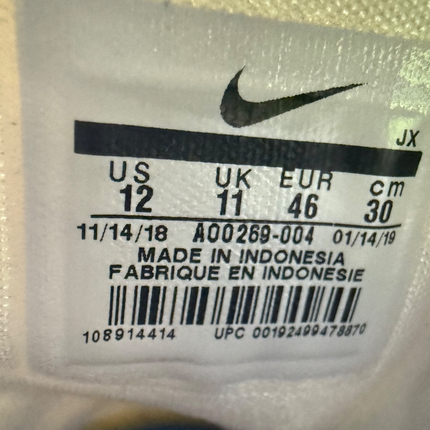 JX
US UK EUR cm
12 11 46 30
11/14/18 AO0269-004 01/14/19
MADE IN INDONESIA
FABRIQUE EN INDONESIE
108914414 UPC 00192499478870